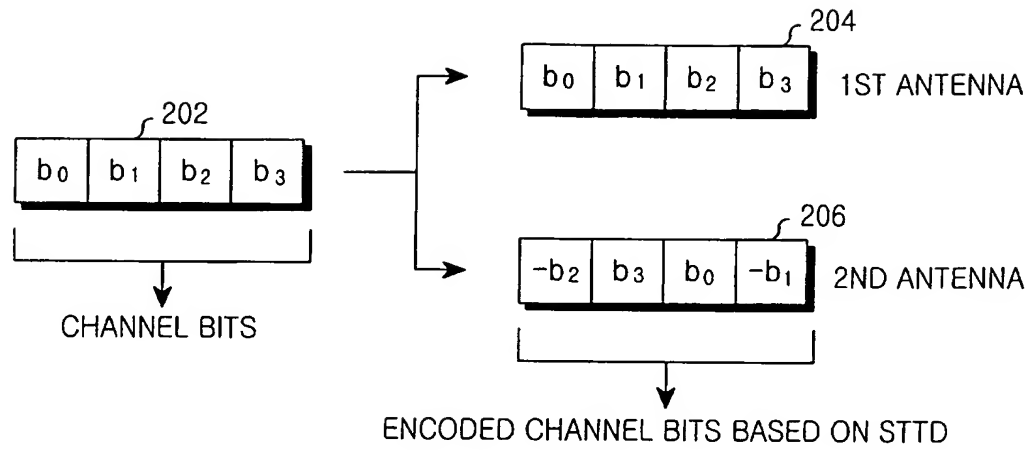 204
b0 b1 b2 b3 1ST ANTENNA
202
b0 b1 b2 b3
206
-b2 b3 b0 -b1 2ND ANTENNA
CHANNEL BITS
ENCODED CHANNEL BITS BASED ON STTD